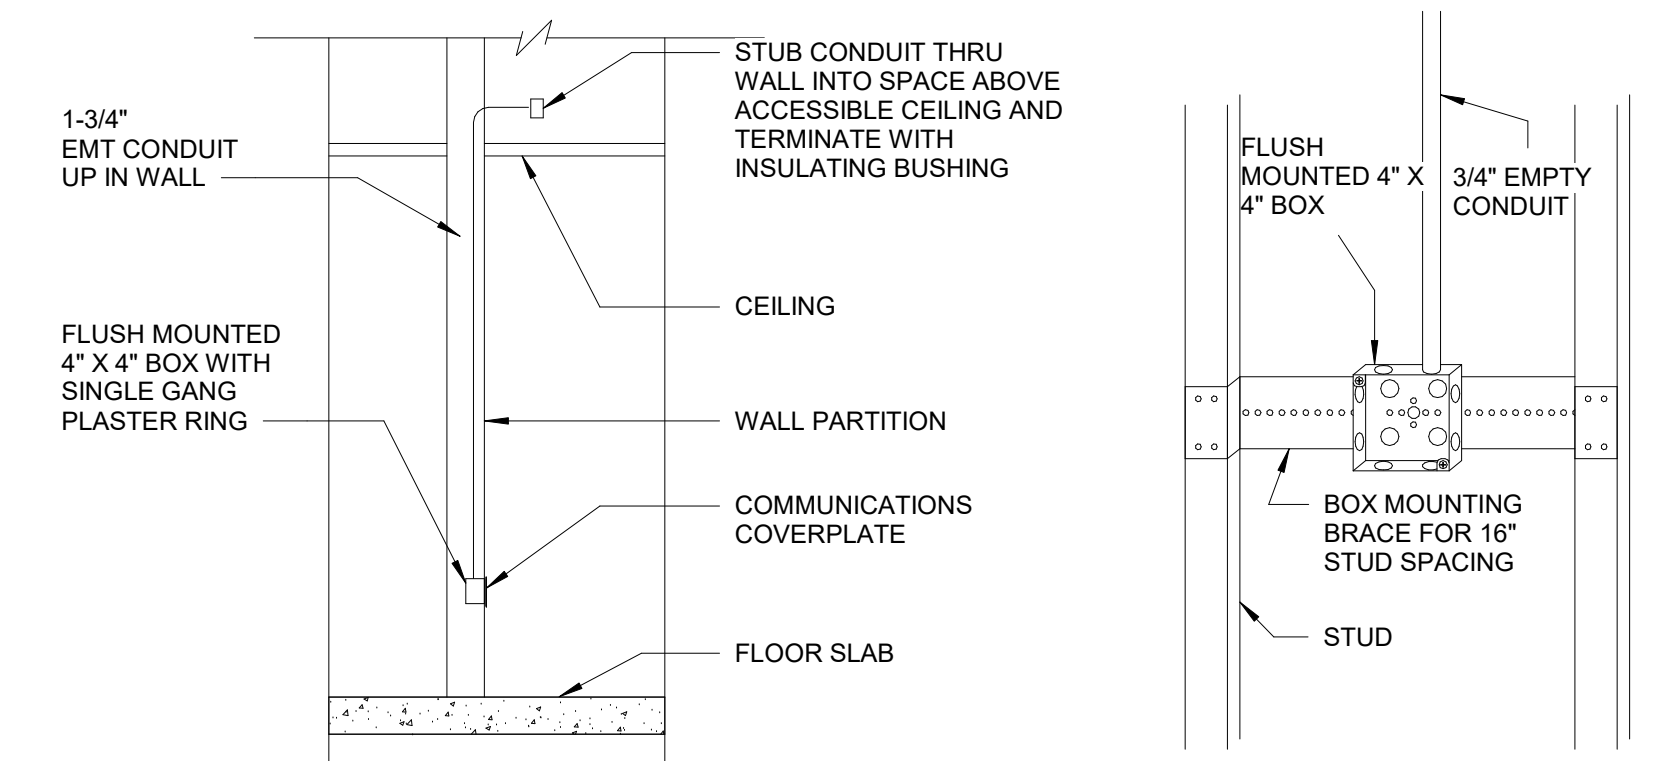 STUB CONDUIT THRU
WALL INTO SPACE ABOVE
ACCESSIBLE CEILING AND
TERMINATE WITH
INSULATING BUSHING
1-3/4"
EMT CONDUIT
UP IN WALL
CEILING
FLUSH MOUNTED
4" X 4" BOX WITH
SINGLE GANG
PLASTER RING
WALL PARTITION
COMMUNICATIONS
COVERPLATE
FLOOR SLAB
FLUSH
MOUNTED 4" X
4" BOX
3/4" EMPTY
CONDUIT
BOX MOUNTING
BRACE FOR 16"
STUD SPACING
STUD